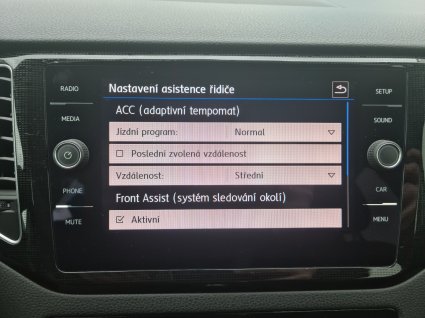 RADIO
MEDIA
PHONE
MUTE
Nastavení asistence řidiče
ACC (adaptivní tempomat)
Jízdní program: Normal
Poslední zvolená vzdálenost
Vzdálenost: Střední
Front Assist (systém sledování okolí)
Aktivní
SETUP
SOUND
CAR
MENU